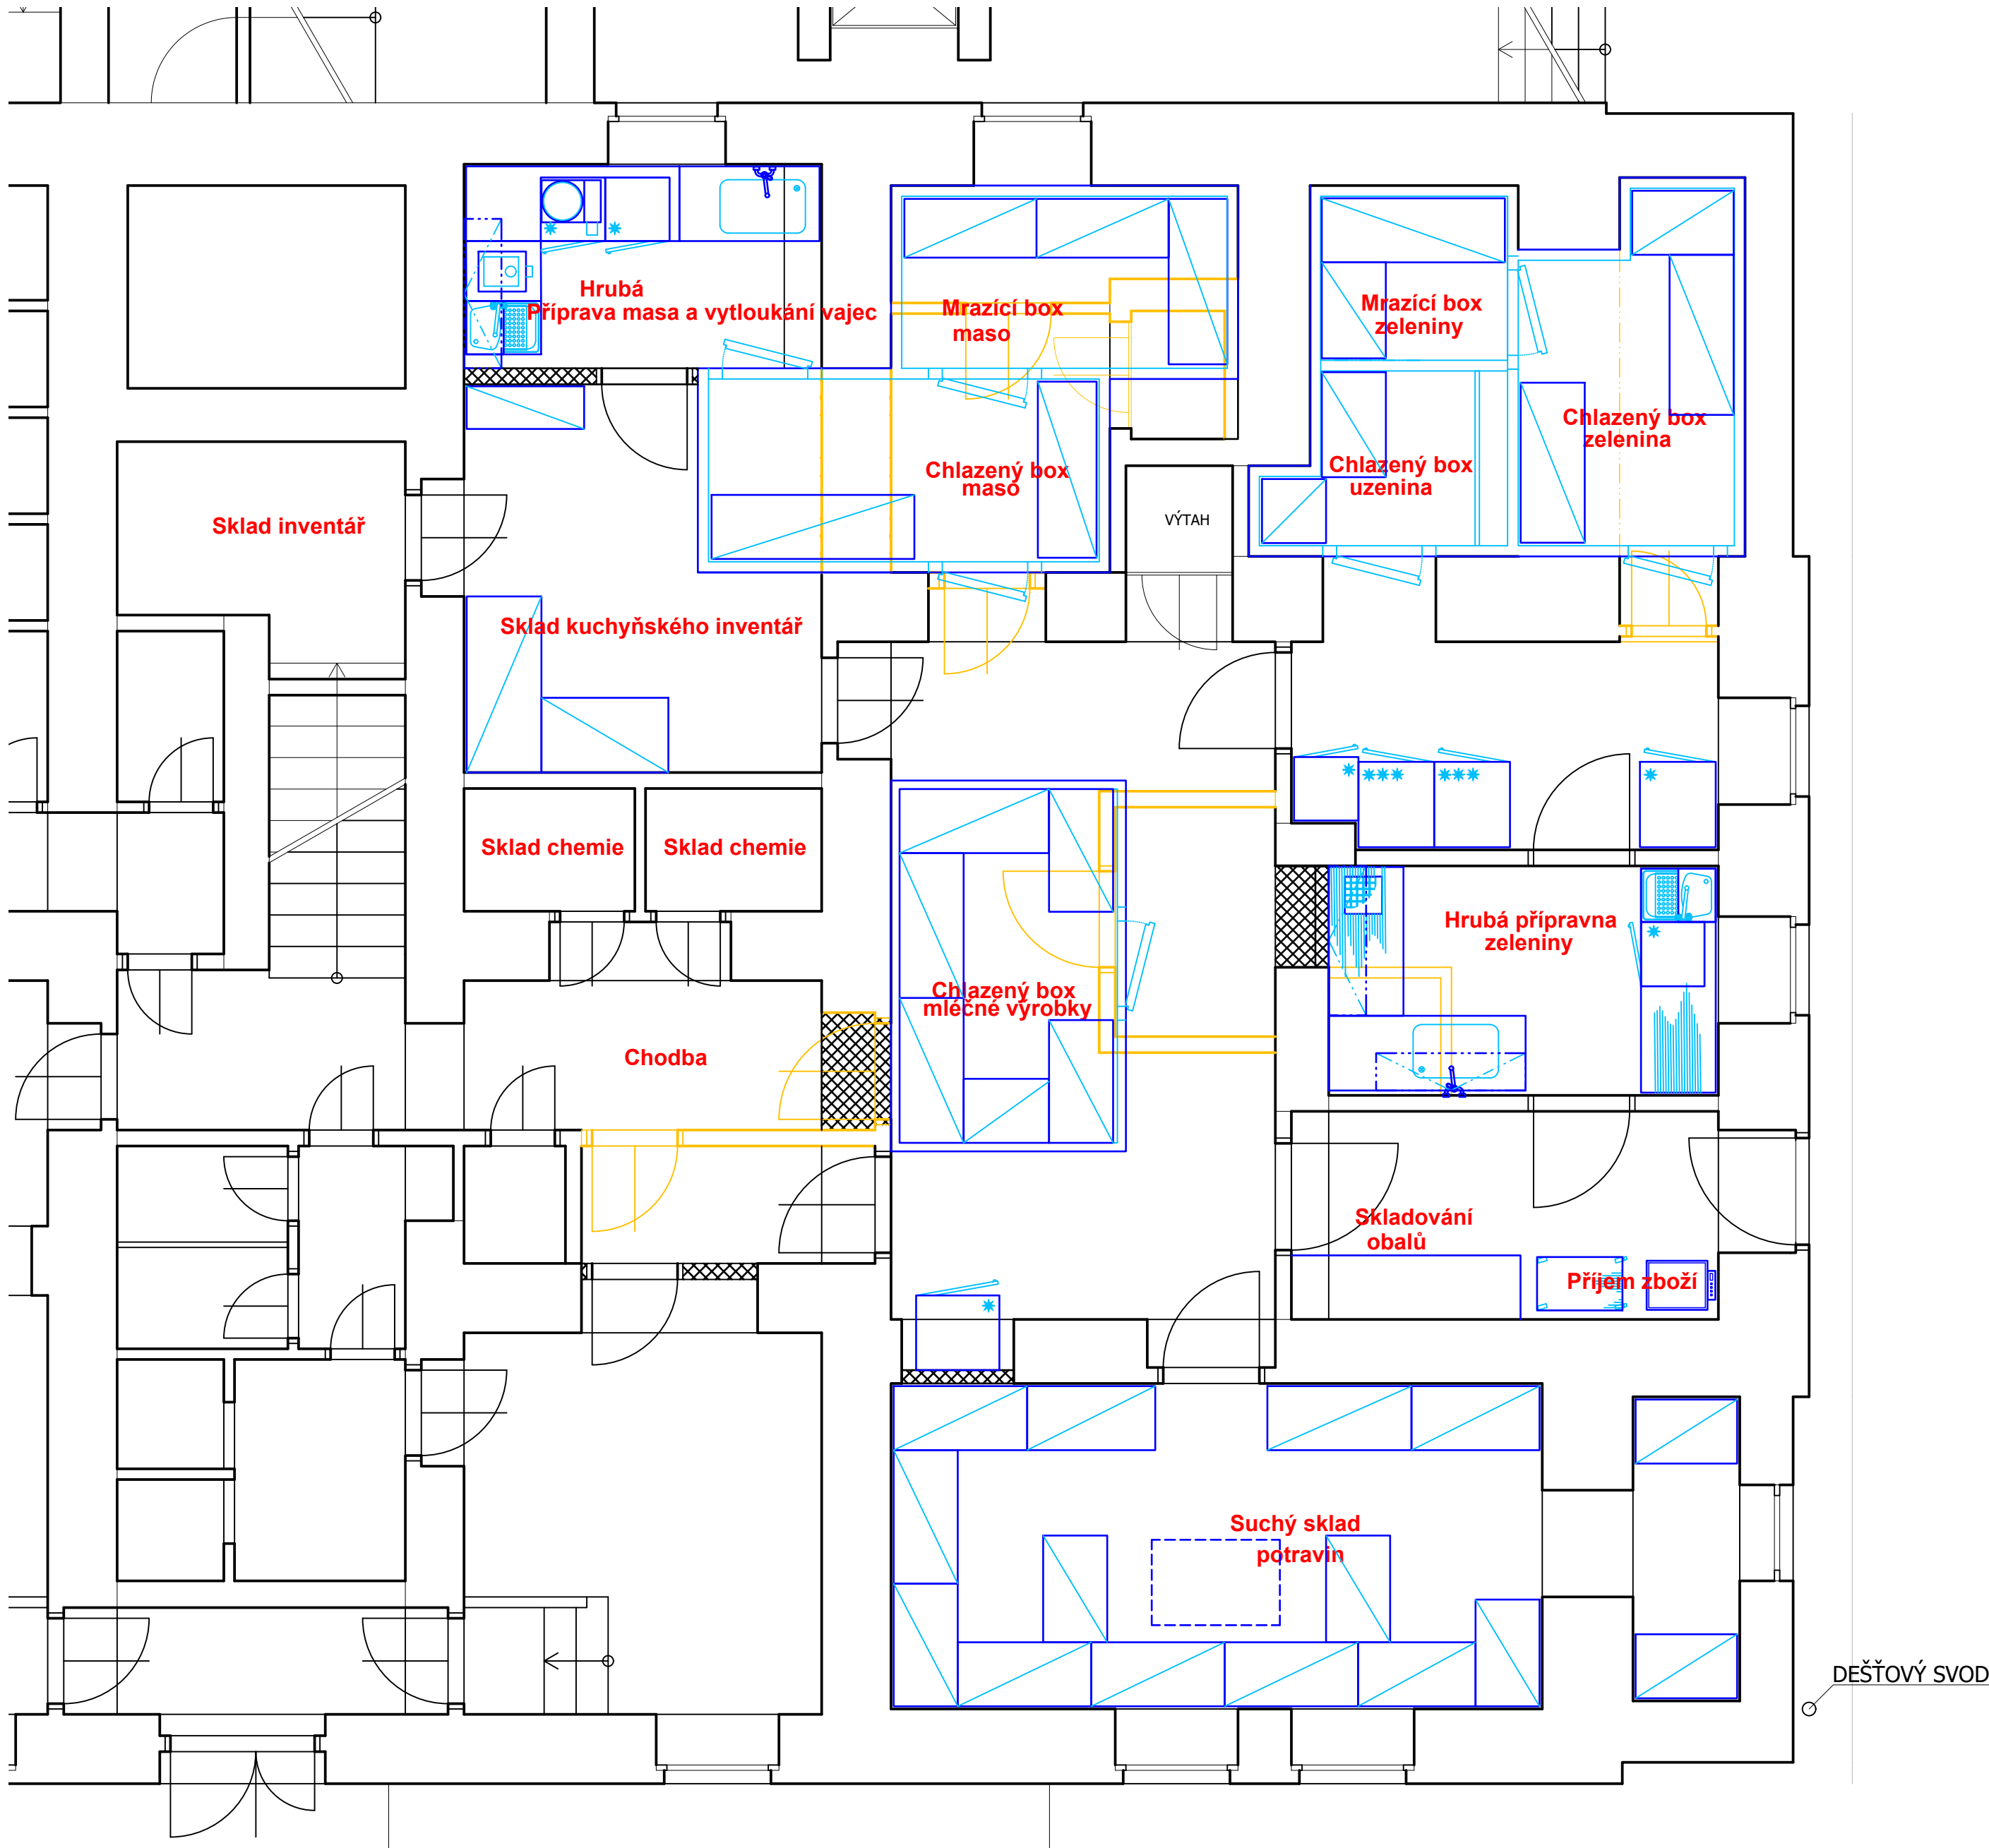 Hrubá
Příprava masa a vytloukání vajec
Mrazící box
maso
Mrazící box
zeleniny
Chlazený box
zelenina
Chlazený box
maso
Chlazený box
uzenina
VÝTAH
Sklad inventář
Sklad kuchyňského inventář
Sklad chemie
Sklad chemie
Hrubá přípravna
zeleniny
Chlazený box
mléčné výrobky
Chodba
Skladování
obalů
Příjem zboží
Suchý sklad
potravin
DEŠŤOVÝ SVOD